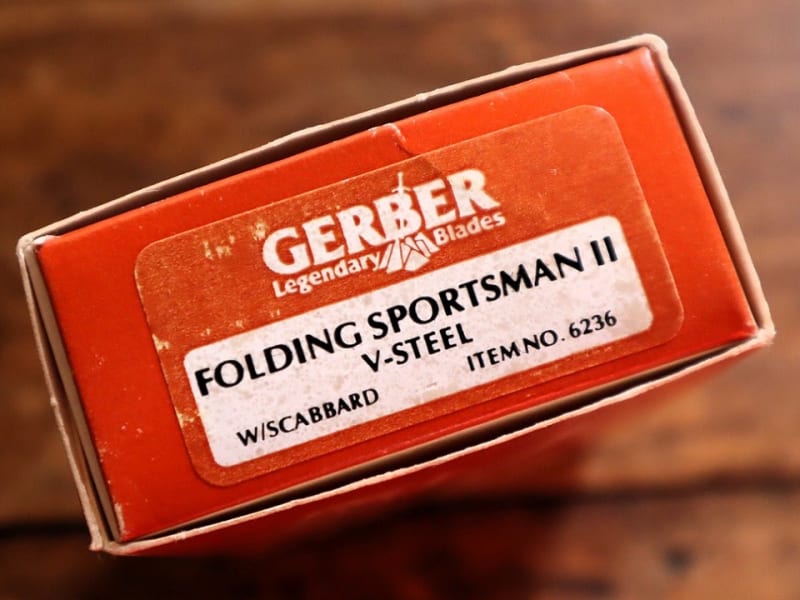 GERBER
Legendary Blades
FOLDING SPORTSMAN II
V-STEEL
W/SCABBARD ITEM NO. 6236